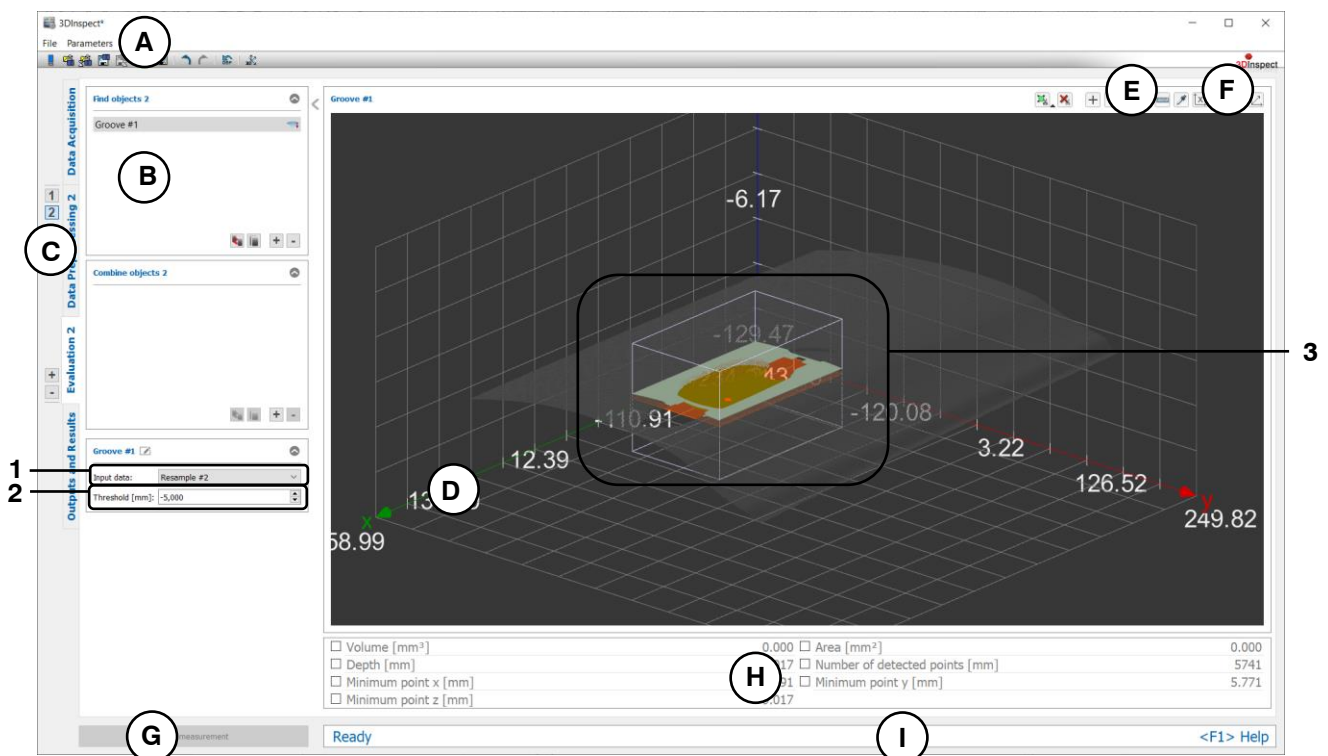 3DInspect*
File Parameters
A
3DInspect
E
F
Data Acquisition
Data Preprocessing 2
Evaluation 2
Outputs and Results
1
2
C
+
-
Find objects 2
Groove #1
B
+ -
Combine objects 2
+ -
Groove #1
1
Input data: Resample #2
2
Threshold [mm]: -5,000
Groove #1
-6.17
-129.47
43
-110.91
-120.08
12.39
3.22
D
126.52
x
y
58.99
249.82
3
Volume [mm³] 0.000 Area [mm²] 0.000
Depth [mm] Number of detected points [mm] 5741
Minimum point x [mm] Minimum point y [mm] 5.771
Minimum point z [mm]
H
G
measurement
Ready
I
<F1> Help